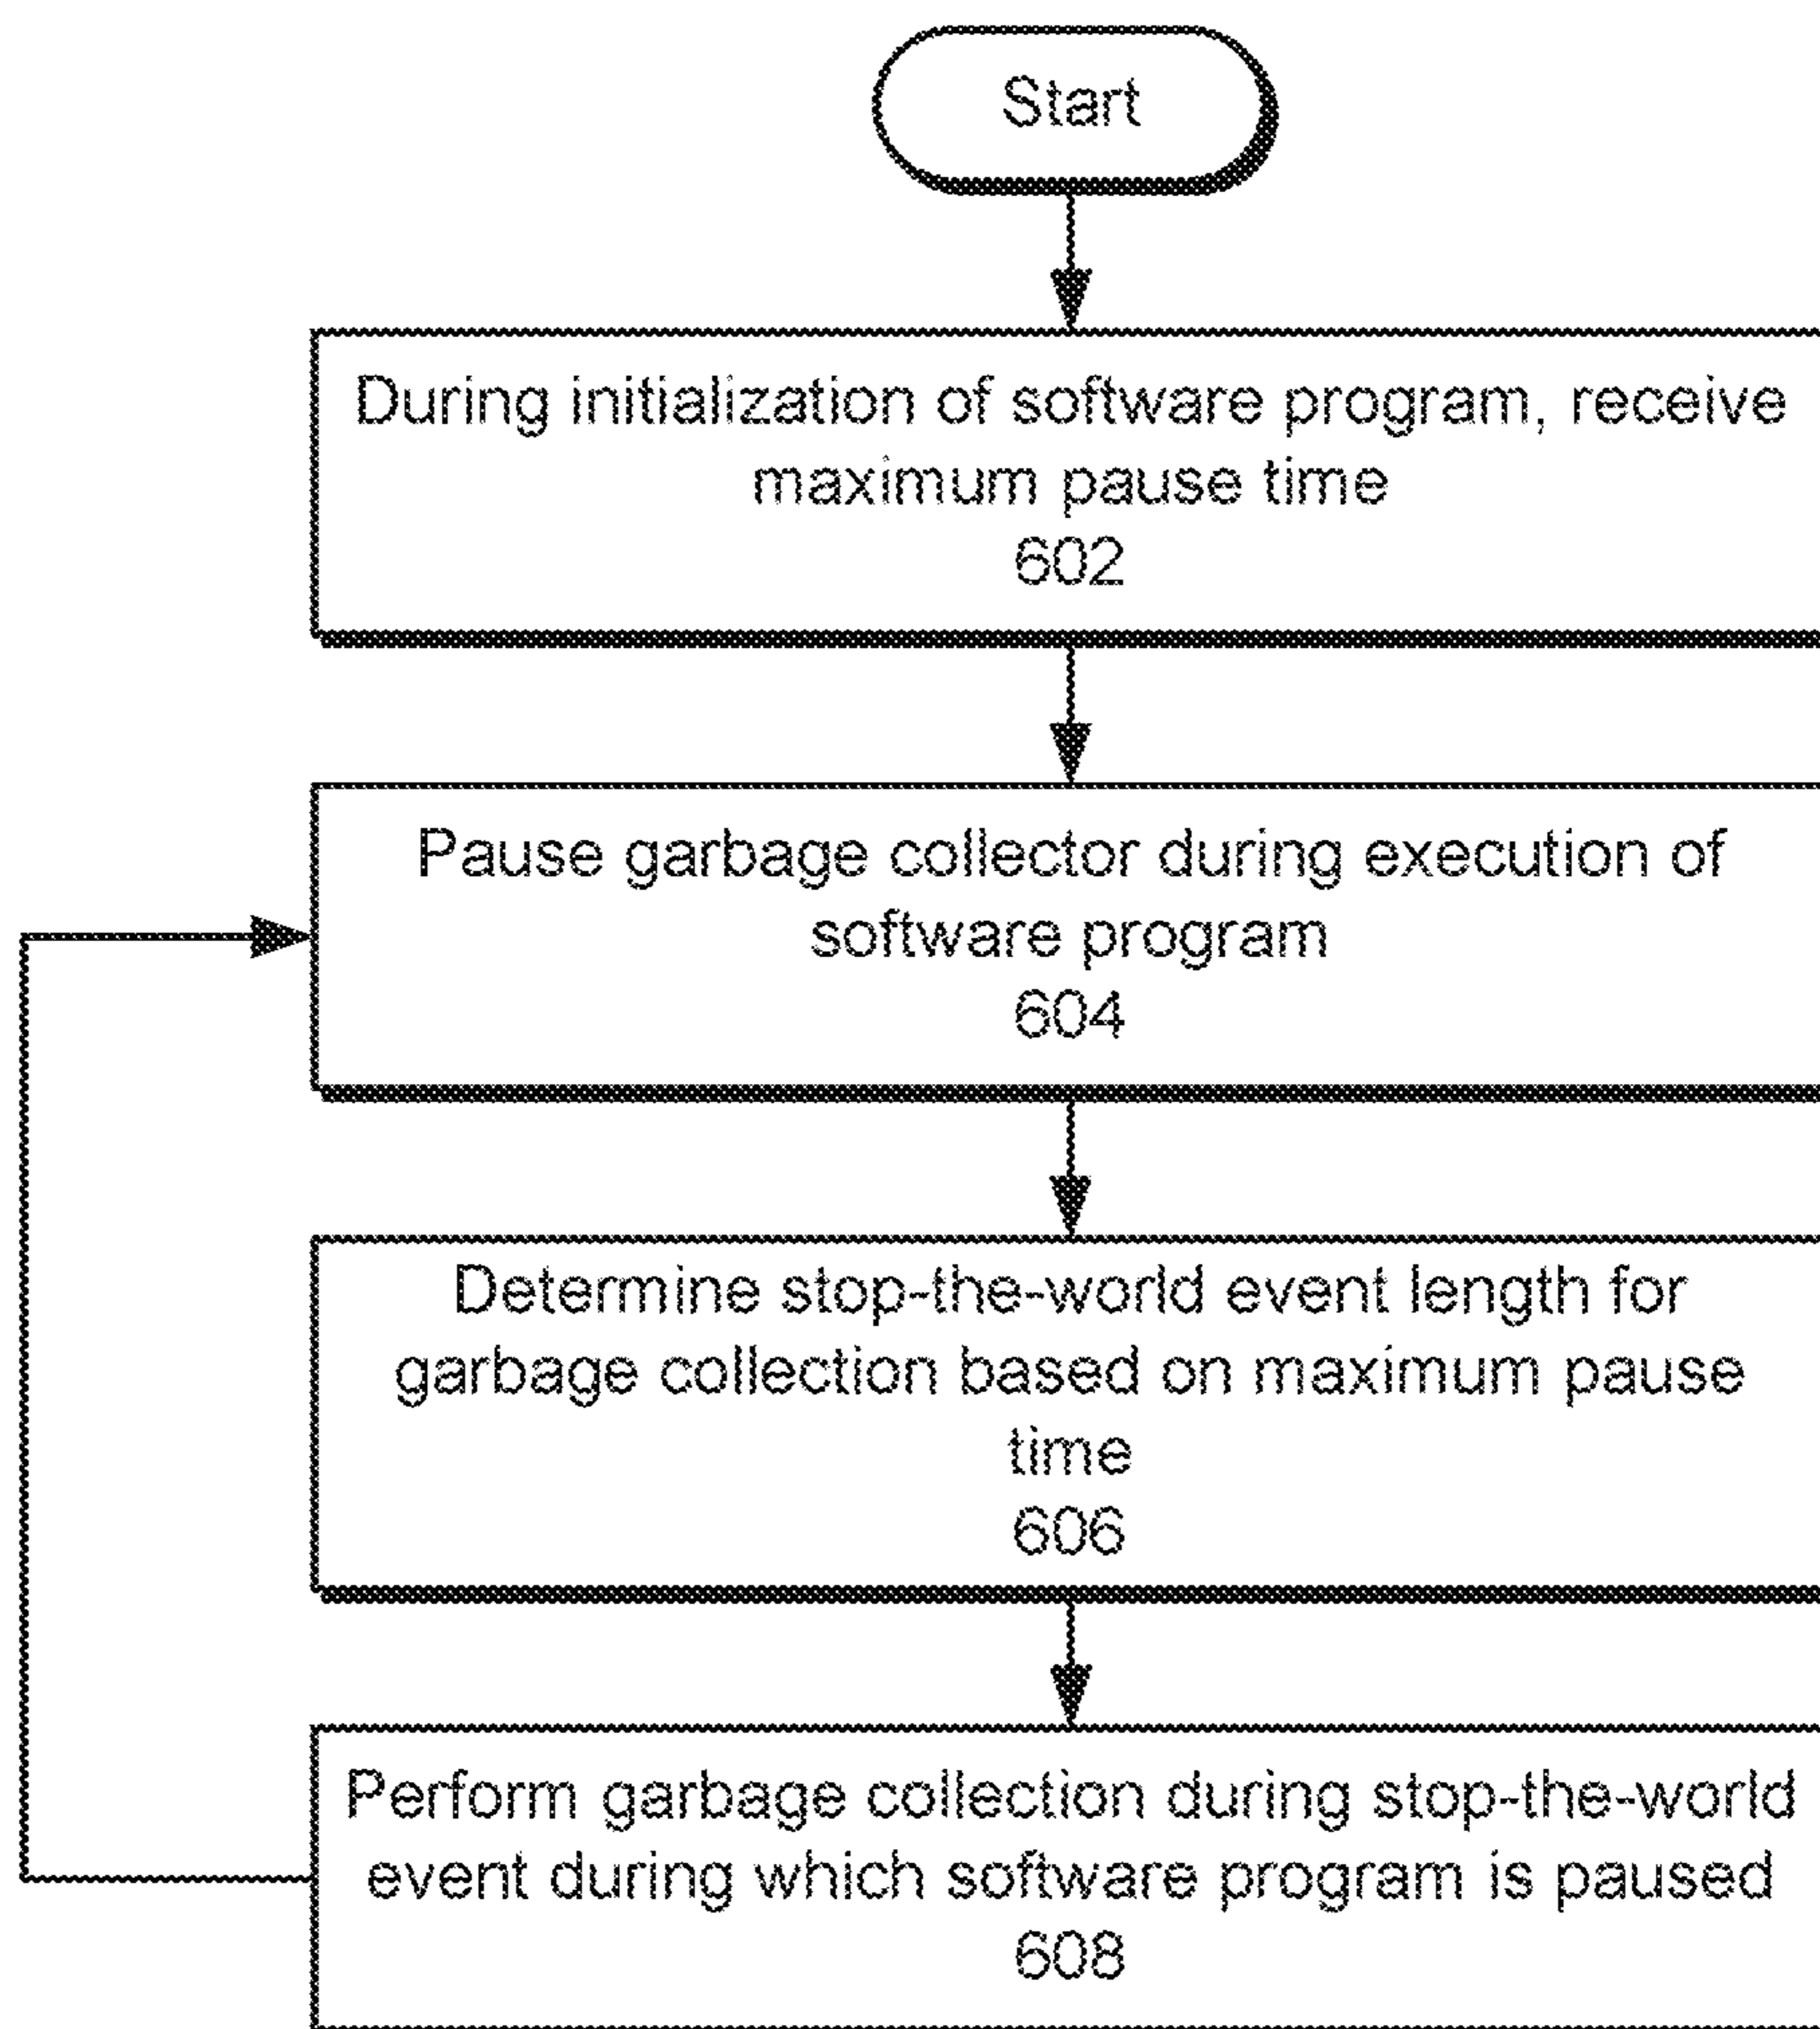 Start
During initialization of software program, receive
maximum pause time
602
Pause garbage collector during execution of
software program
604
Determine stop-the-world event length for
garbage collection based on maximum pause
time
606
Perform garbage collection during stop-the-world
event during which software program is paused
608